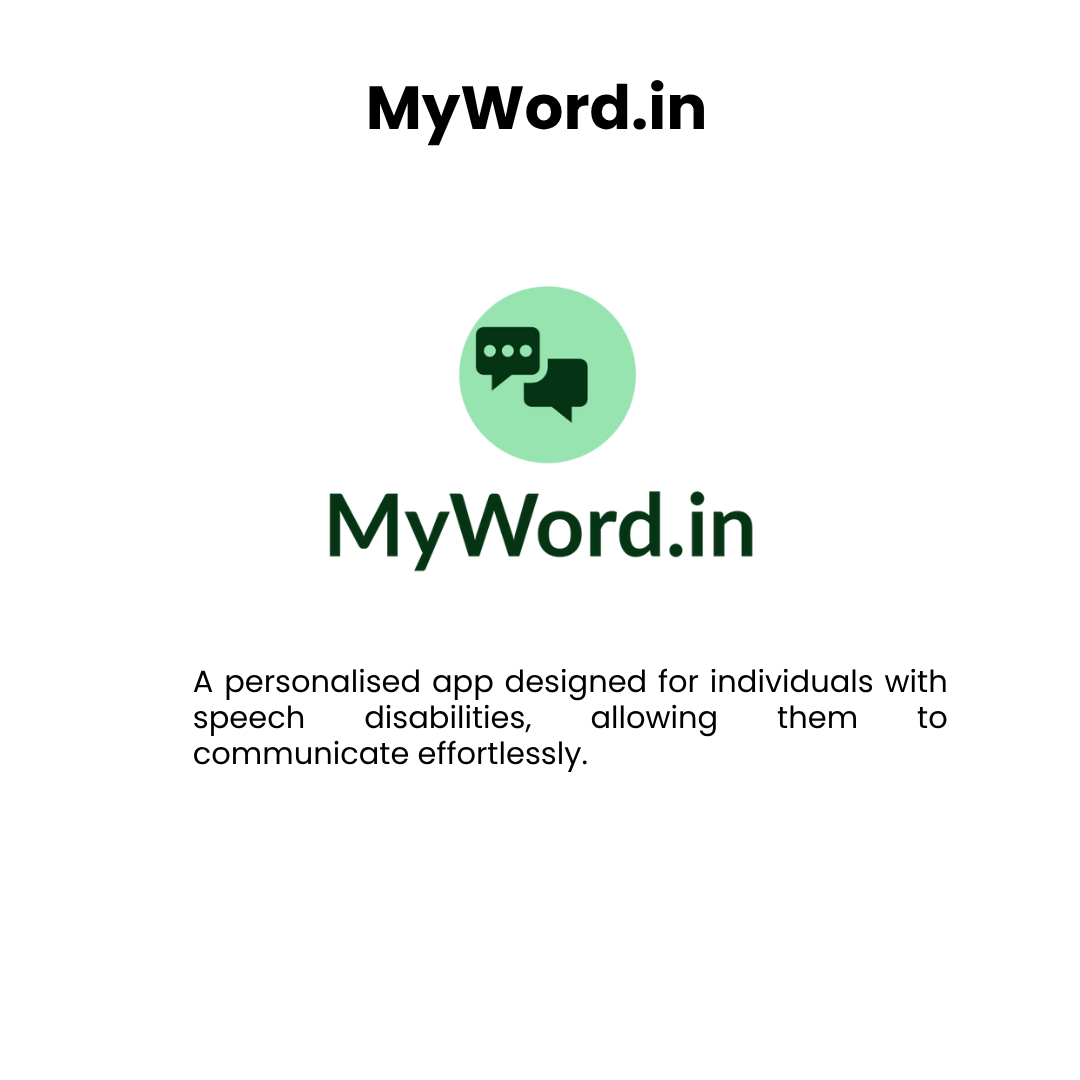 MyWord.in
MyWord.in
A personalised app designed for individuals with
speech disabilities, allowing them to
communicate effortlessly.